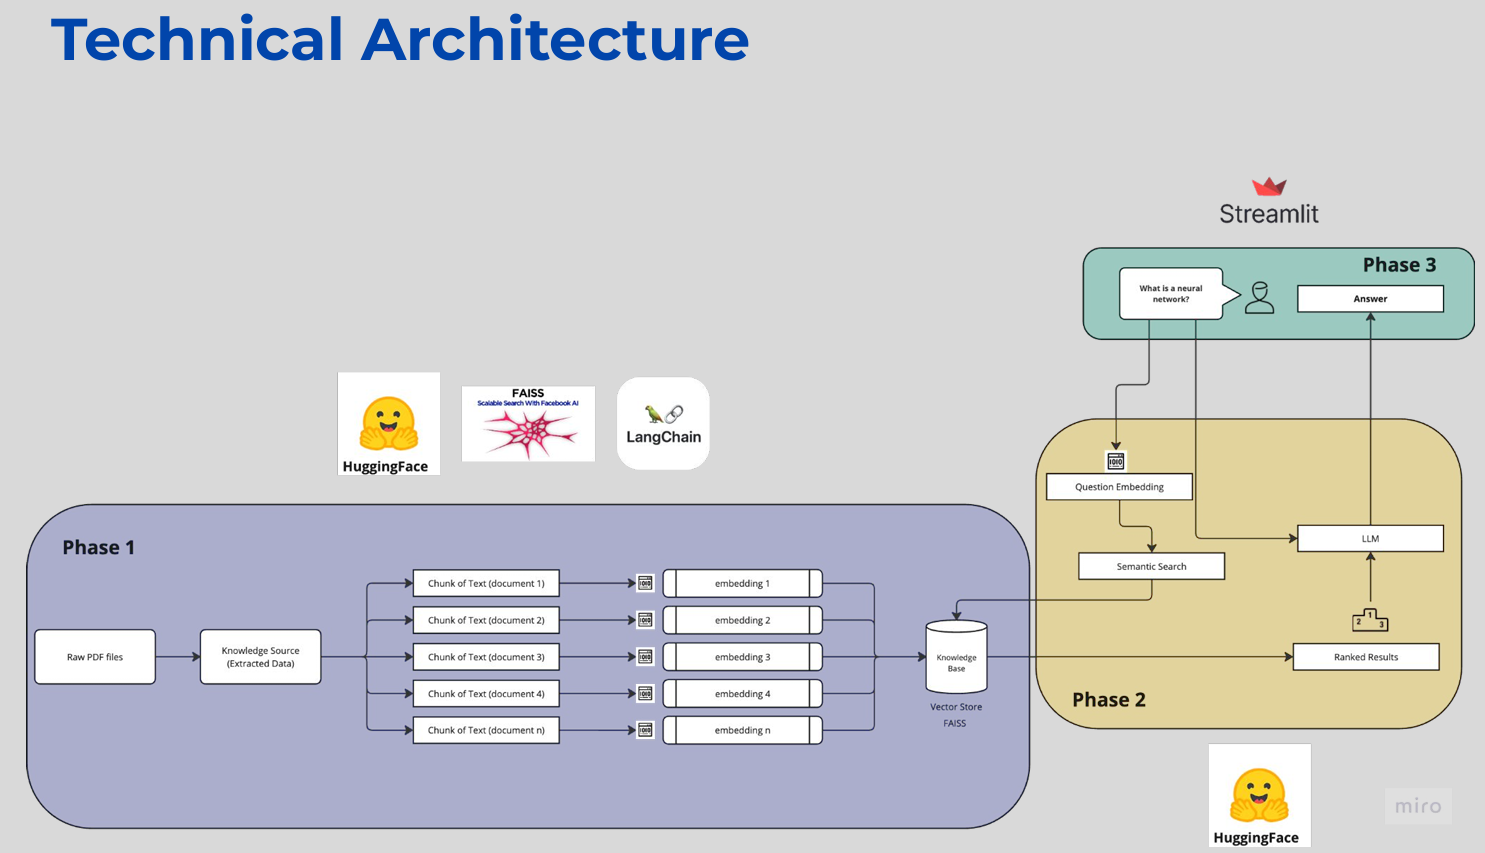 Technical Architecture
Streamlit
Phase 3
What is a neural
network?
Answer
HuggingFace
FAISS
Scalable Search With Facebook AI
LangChain
Phase 1
Raw PDF files
Knowledge Source
(Extracted Data)
Chunk of Text (document 1)
embedding 1
Chunk of Text (document 2)
embedding 2
Chunk of Text (document 3)
embedding 3
Chunk of Text (document 4)
embedding 4
Chunk of Text (document n)
embedding n
1010
1010
1010
1010
1010
Knowledge
Base
Vector Store
FAISS
1010
Question Embedding
Semantic Search
LLM
2 1 3
Ranked Results
Phase 2
HuggingFace
miro